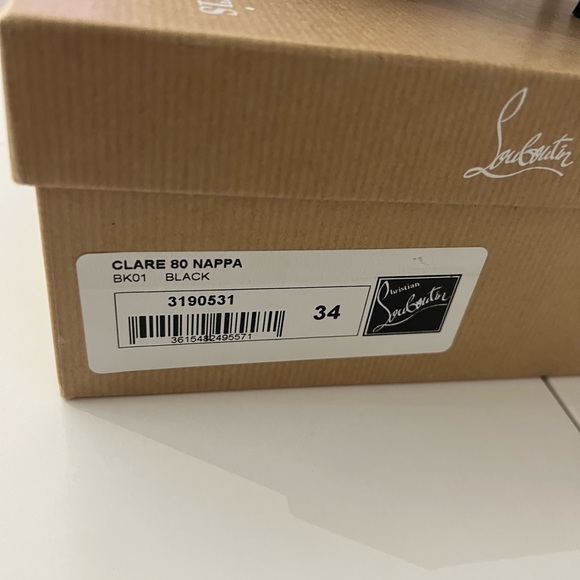 Louboutin
CLARE 80 NAPPA
BK01 BLACK
3190531
34
Christian
Louboutin